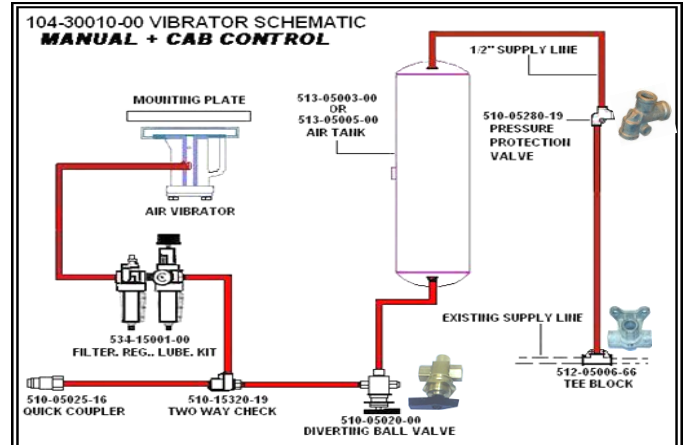 104-30010-00 VIBRATOR SCHEMATIC
MANUAL + CAB CONTROL
1/2" SUPPLY LINE
MOUNTING PLATE
513-05003-00
OR
513-05005-00
AIR TANK
510-05280-19
PRESSURE
PROTECTION
VALVE
AIR VIBRATOR
EXISTING SUPPLY LINE
534-15001-00
FILTER. REG.. LUBE. KIT
512-05006-66
TEE BLOCK
510-05025-16
QUICK COUPLER
510-15320-19
TWO WAY CHECK
510-05020-00
DIVERTING BALL VALVE